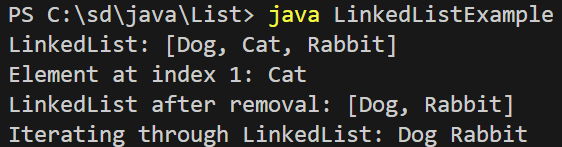 PS C:\sd\java\List> java LinkedListExample
LinkedList: [Dog, Cat, Rabbit]
Element at index 1: Cat
LinkedList after removal: [Dog, Rabbit]
Iterating through LinkedList: Dog Rabbit